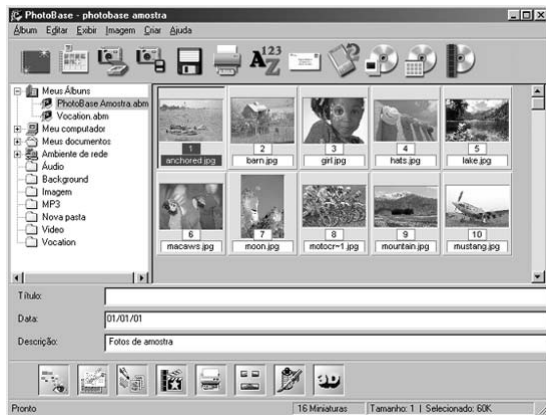 PhotoBase - photobase amostra
Álbum Editar Exibir Imagem Criar Ajuda
A Z 123
Meus Álbuns
PhotoBase Amostra.abm
Vocation.abm
Meu computador
Meus documentos
Ambiente de rede
Áudio
Background
Imagem
MP3
Nova pasta
Video
Vocation
1 2 3 4 5
anchored.jpg barn.jpg girl.jpg hats.jpg lake.jpg
6 7 8 9 10
macaws.jpg moon.jpg motocr~1.jpg mountain.jpg mustang.jpg
Título:
Data: 01/01/01
Descrição: Fotos de amostra
3D
Pronto 16 Miniaturas Tamanho: 1 | Selecionado: 60K